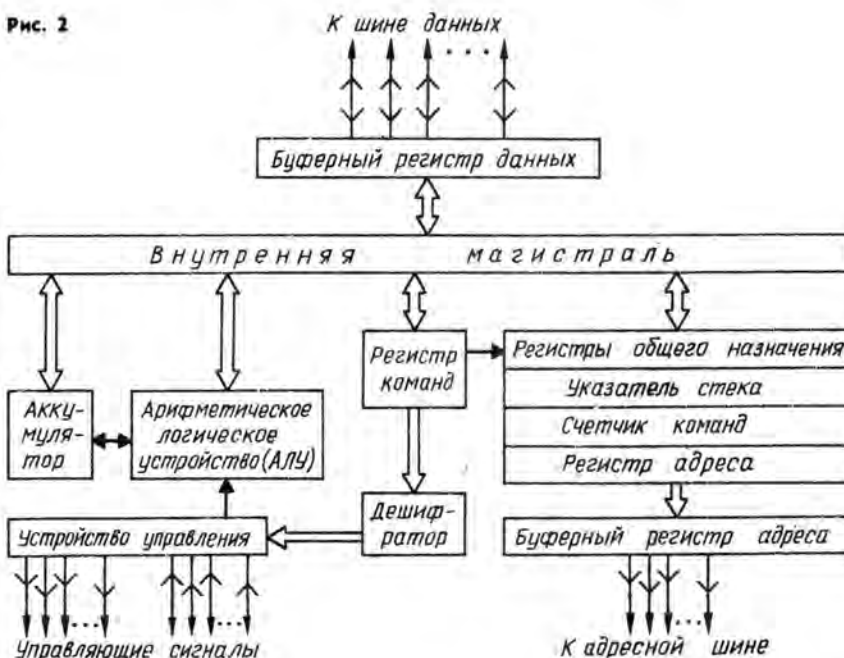 Рис. 2
К шине данных
Буферный регистр данных
Внутренняя магистраль
Регистр
команд
Регистры общего назначения
Указатель стека
Счетчик команд
Регистр адреса
Акку-
муля-
тор
Арифметическое
логическое
устройство(АЛУ)
Дешиф-
ратор
Устройство управления
Буферный регистр адреса
Управляющие сигналы
К адресной шине